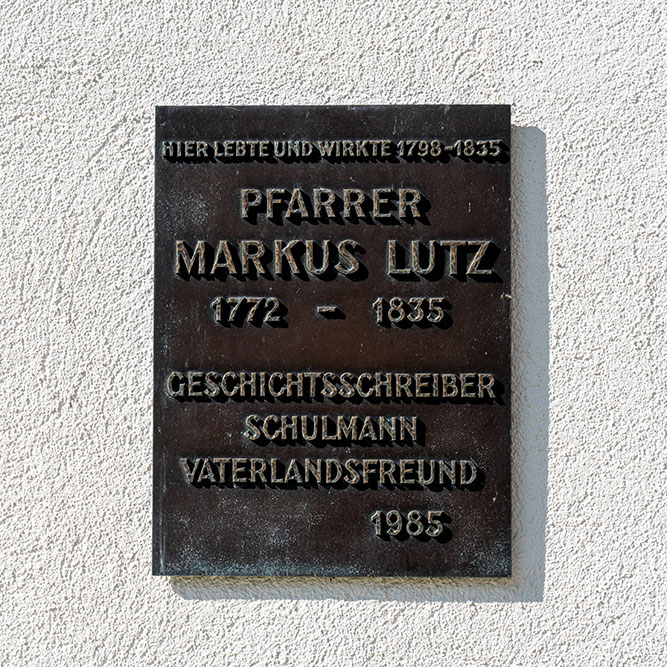 HIER LEBTE UND WIRKTE 1798-1835
PFARRER
MARKUS LUTZ
1772 - 1835
GESCHICHTSSCHREIBER
SCHULMANN
VATERLANDSFREUND
1985